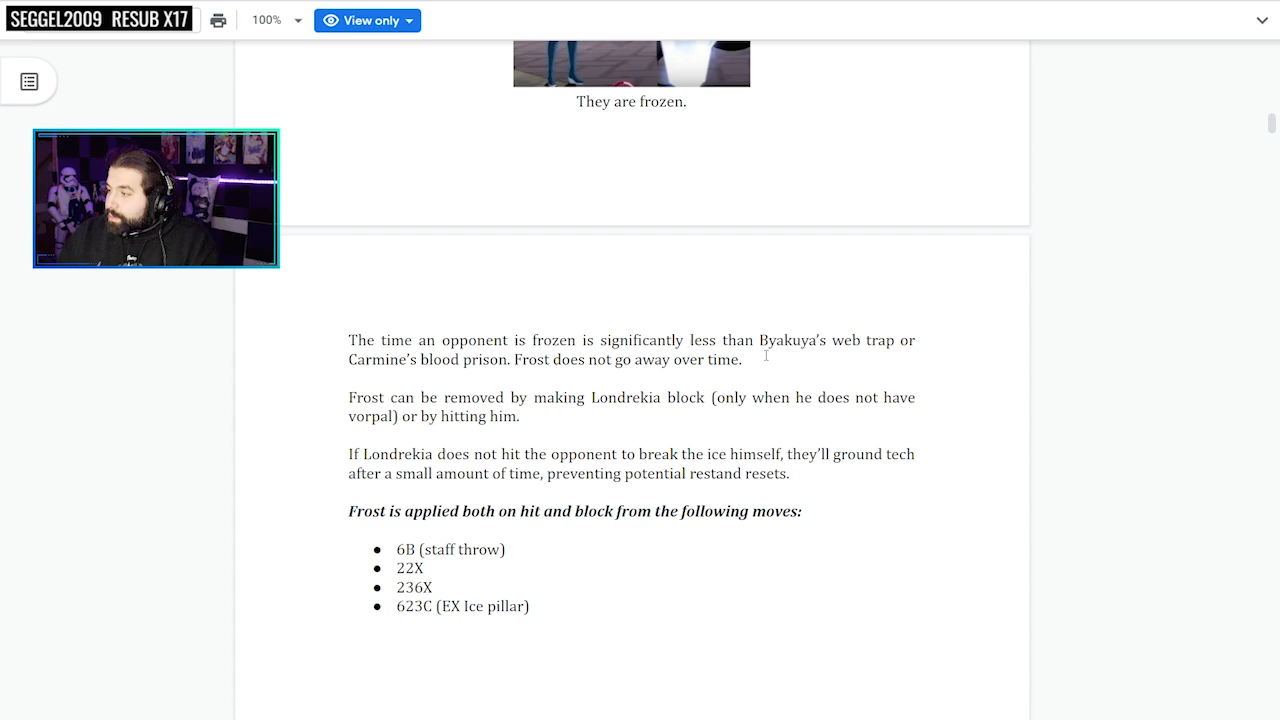 SEGGEL2009 RESUB X17
100%
View only
They are frozen.
The time an opponent is frozen is significantly less than Byakuya's web trap or
Carmine's blood prison. Frost does not go away over time.
Frost can be removed by making Londrekia block (only when he does not have
vorpal) or by hitting him.
If Londrekia does not hit the opponent to break the ice himself, they'll ground tech
after a small amount of time, preventing potential restand resets.
Frost is applied both on hit and block from the following moves:
● 6B (staff throw)
● 22X
● 236X
● 623C (EX Ice pillar)